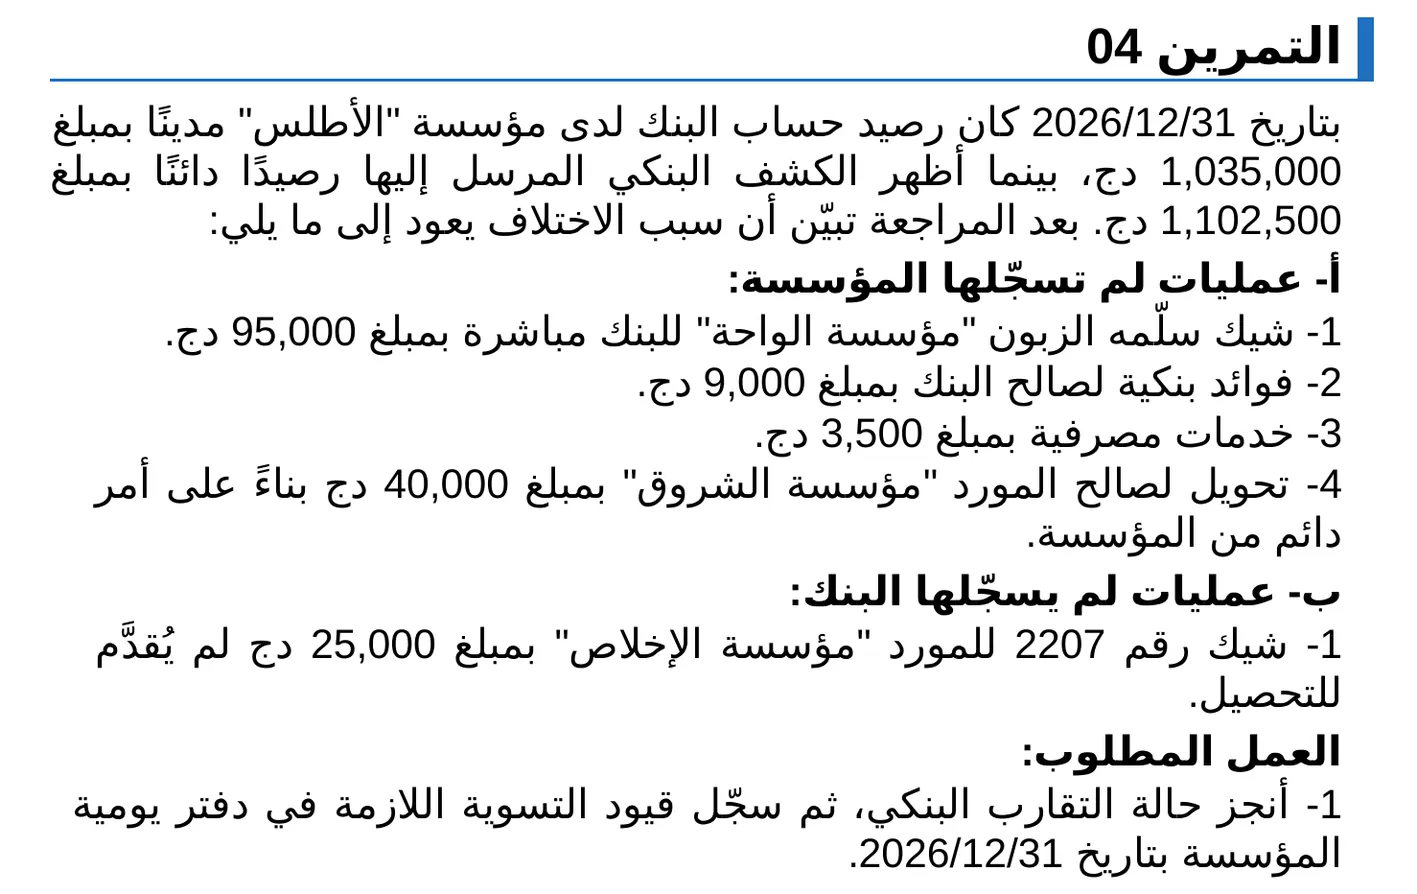 التمرين 04
بتاريخ 2026/12/31 كان رصيد حساب البنك لدى مؤسسة "الأطلس" مدينًا بمبلغ
1,035,000 دج، بينما أظهر الكشف البنكي المرسل إليها رصيدًا دائنًا بمبلغ
1,102,500 دج. بعد المراجعة تبيّن أن سبب الاختلاف يعود إلى ما يلي:
أ- عمليات لم تسجّلها المؤسسة:
1- شيك سلّمه الزبون "مؤسسة الواحة" للبنك مباشرة بمبلغ 95,000 دج.
2- فوائد بنكية لصالح البنك بمبلغ 9,000 دج.
3- خدمات مصرفية بمبلغ 3,500 دج.
4- تحويل لصالح المورد "مؤسسة الشروق" بمبلغ 40,000 دج بناءً على أمر
دائم من المؤسسة.
ب- عمليات لم يسجّلها البنك:
1- شيك رقم 2207 للمورد "مؤسسة الإخلاص" بمبلغ 25,000 دج لم يُقدَّم
للتحصيل.
العمل المطلوب:
1- أنجز حالة التقارب البنكي، ثم سجّل قيود التسوية اللازمة في دفتر يومية
المؤسسة بتاريخ 2026/12/31.